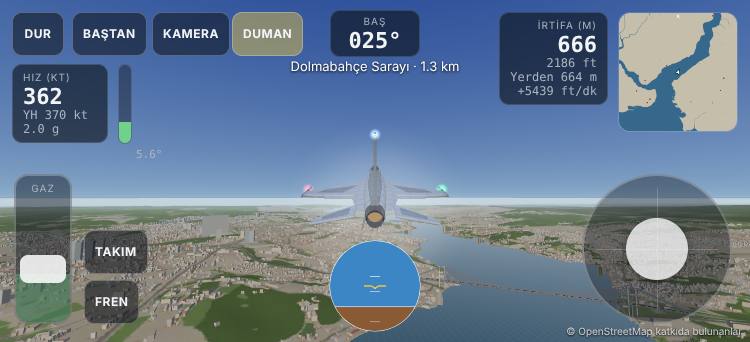 DUR
BAŞTAN
KAMERA
DUMAN
BAŞ
025°
Dolmabahçe Sarayı · 1.3 km
İRTİFA (M)
666
2186 ft
Yerden 664 m
+5439 ft/dk
HIZ (KT)
362
YH 370 kt
2.0 g
5.6°
GAZ
TAKIM
FREN
© OpenStreetMap katkıda bulunanlar